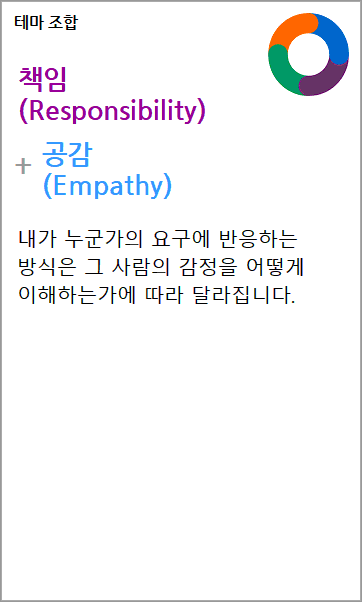 테마 조합
책임
(Responsibility)
+ 공감
(Empathy)
내가 누군가의 요구에 반응하는
방식은 그 사람의 감정을 어떻게
이해하는가에 따라 달라집니다.